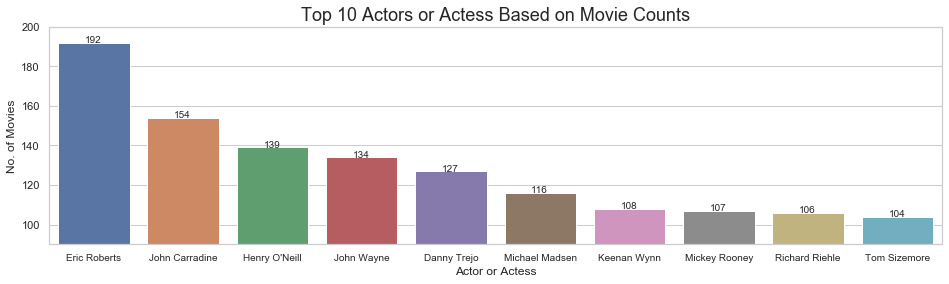 Top 10 Actors or Actess Based on Movie Counts
No. of Movies
200
180
160
140
120
100
192
154
139
134
127
116
108
107
106
104
Eric Roberts
John Carradine
Henry O'Neill
John Wayne
Danny Trejo
Michael Madsen
Keenan Wynn
Mickey Rooney
Richard Riehle
Tom Sizemore
Actor or Actess